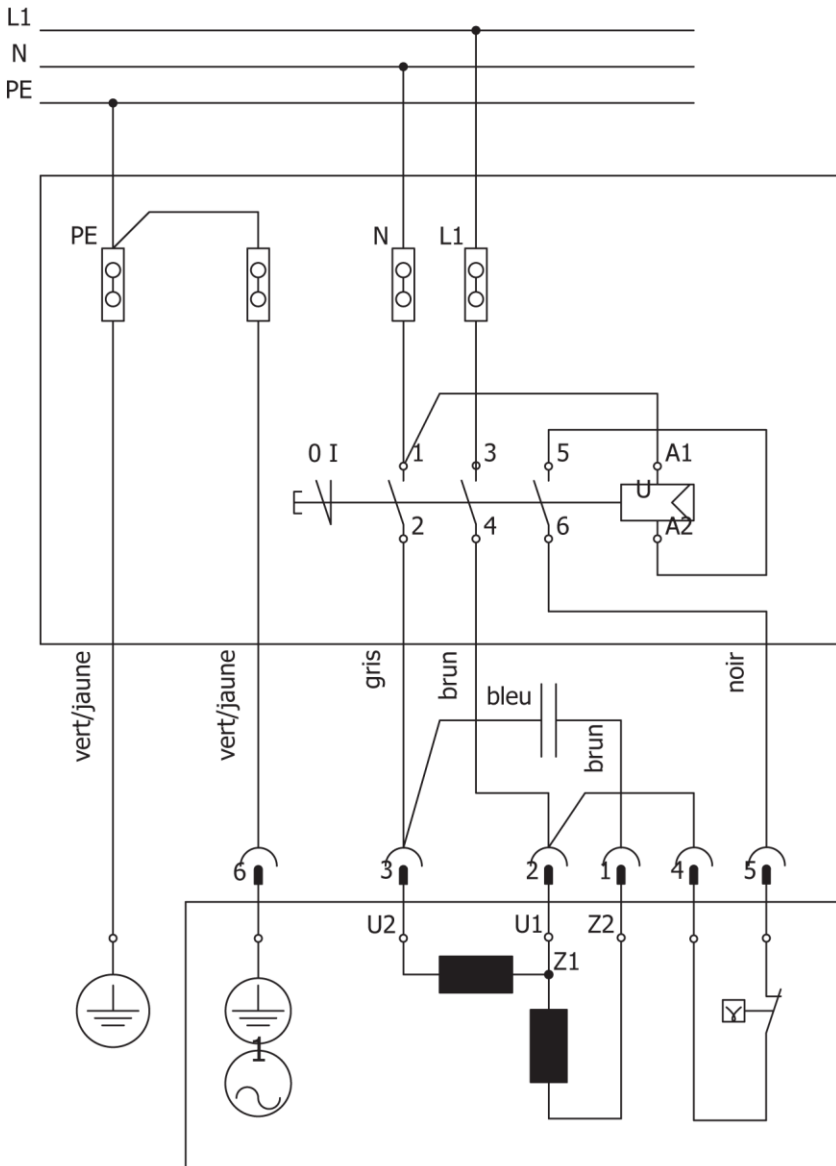 L1
N
PE
PE N L1
0 I 1 3 5 A1
U
2 4 6 A2
vert/jaune vert/jaune gris brun noir
bleu
brun
6 3 2 1 4 5
U2 U1 Z2
Z1
1